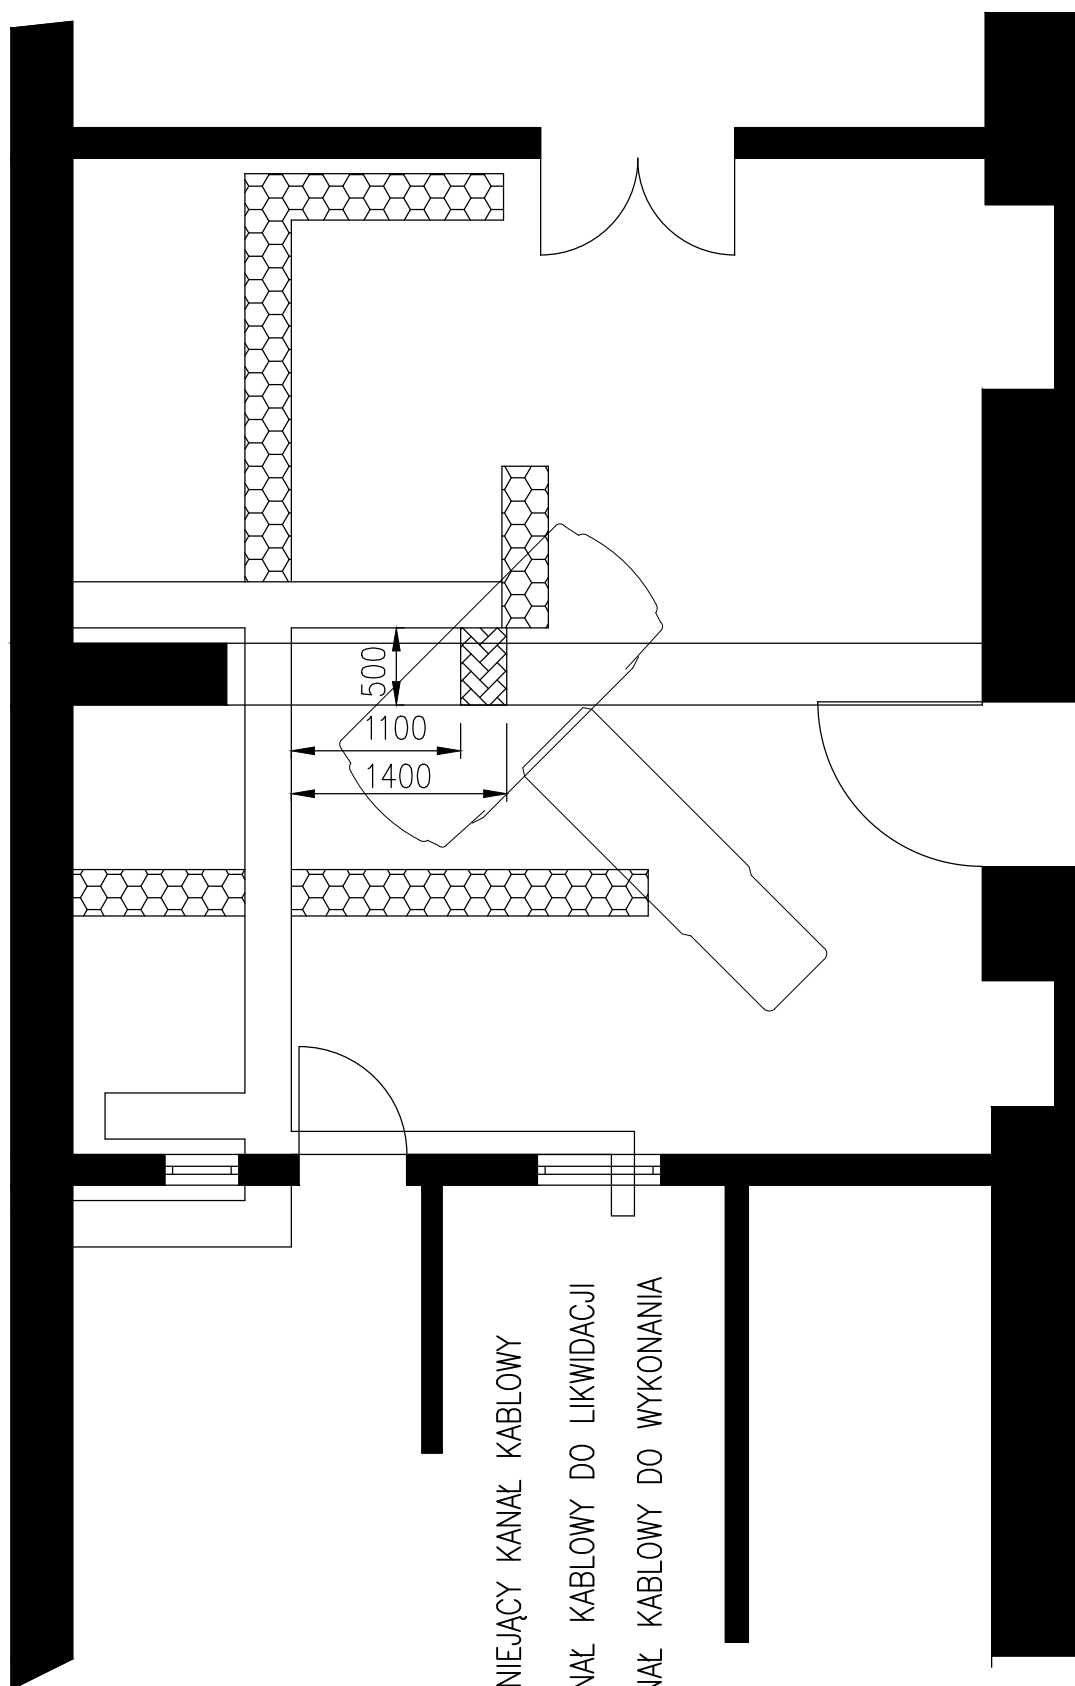 500
1100
1400
NIEJĄCY KANAŁ KABLOWY
NAŁ KABLOWY DO LIKWIDACJI
NAŁ KABLOWY DO WYKONANIA